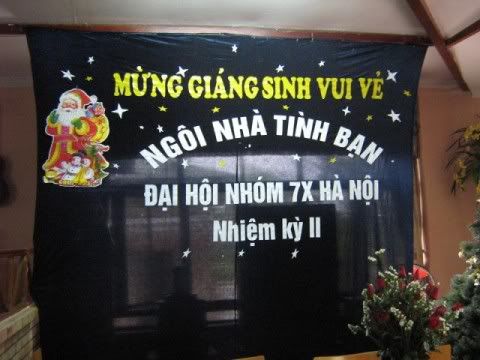 MỪNG GIÁNG SINH VUI VẺ
NGÔI NHÀ TÌNH BẠN
ĐẠI HỘI NHÓM 7X HÀ NỘI
Nhiệm kỳ II